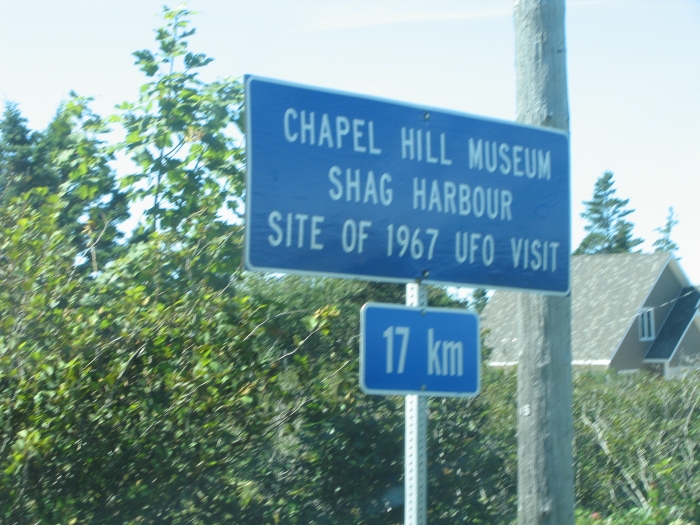 CHAPEL HILL MUSEUM
SHAG HARBOUR
SITE OF 1967 UFO VISIT
17 km